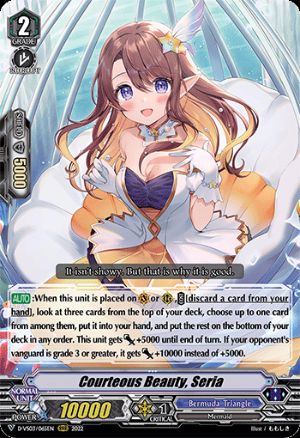 2
GRADE
INTERCEPT
SHIELD
5000
It isn't showy. But that is why it is good.
AUTO :When this unit is placed on or , [discard a card from your
hand], look at three cards from the top of your deck, choose up to one card
from among them, put it into your hand, and put the rest on the bottom of your
deck in any order. This unit gets +5000 until end of turn. If your opponent's
vanguard is grade 3 or greater, it gets +10000 instead of +5000.
Courteous Beauty, Seria
NORMAL
UNIT
Bermuda Triangle
POWER
10000
1
CRITICAL
Mermaid
D-VS03/065EN 2022
Illust /